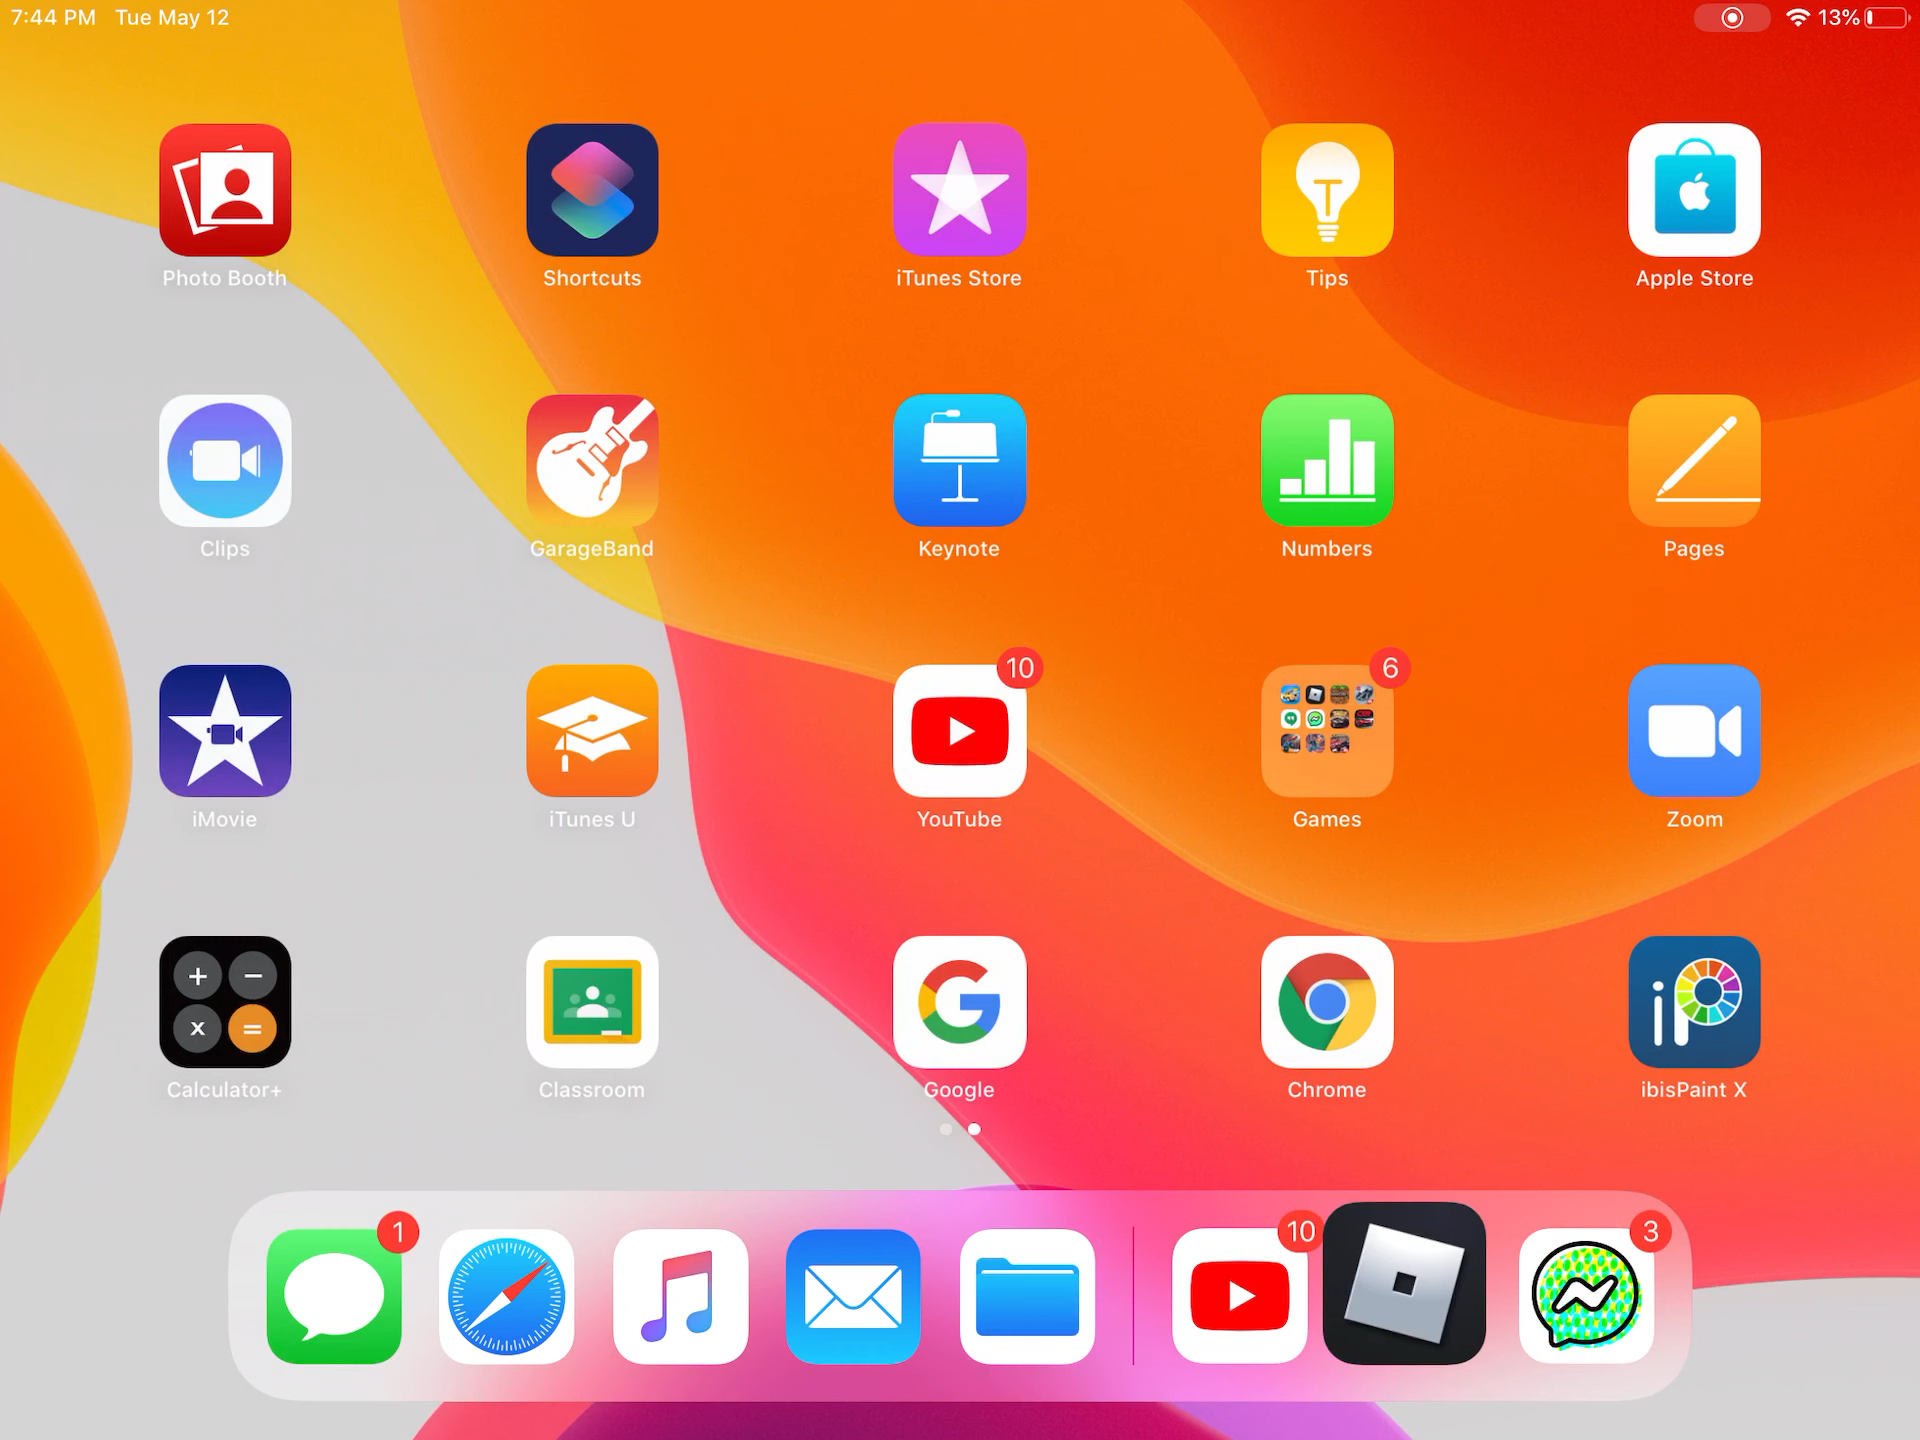 7:44 PM Tue May 12
13%
Photo Booth
Shortcuts
iTunes Store
Tips
Apple Store
Clips
GarageBand
Keynote
Numbers
Pages
10
6
iMovie
iTunes U
YouTube
Games
Zoom
Calculator+
Classroom
Google
Chrome
iP
ibisPaint X
1
10
3